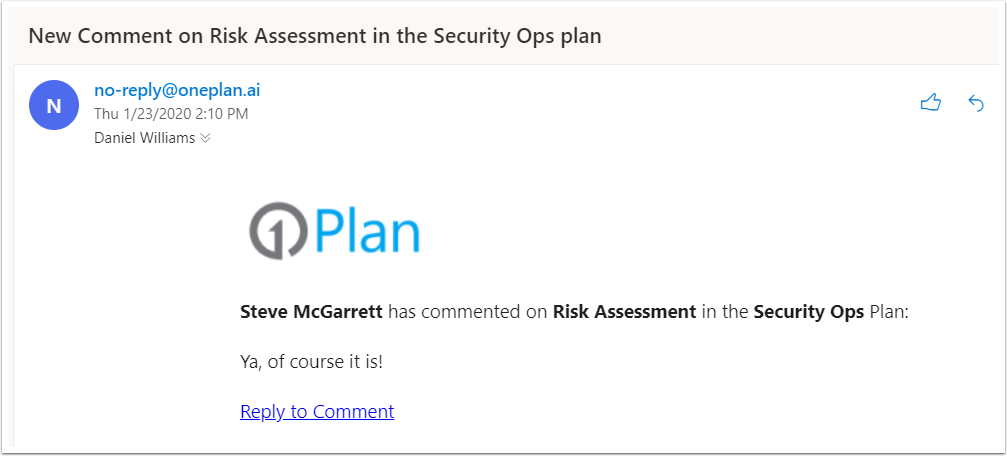 New Comment on Risk Assessment in the Security Ops plan
N
no-reply@oneplan.ai
Thu 1/23/2020 2:10 PM
Daniel Williams
1Plan
Steve McGarrett has commented on Risk Assessment in the Security Ops Plan:
Ya, of course it is!
Reply to Comment